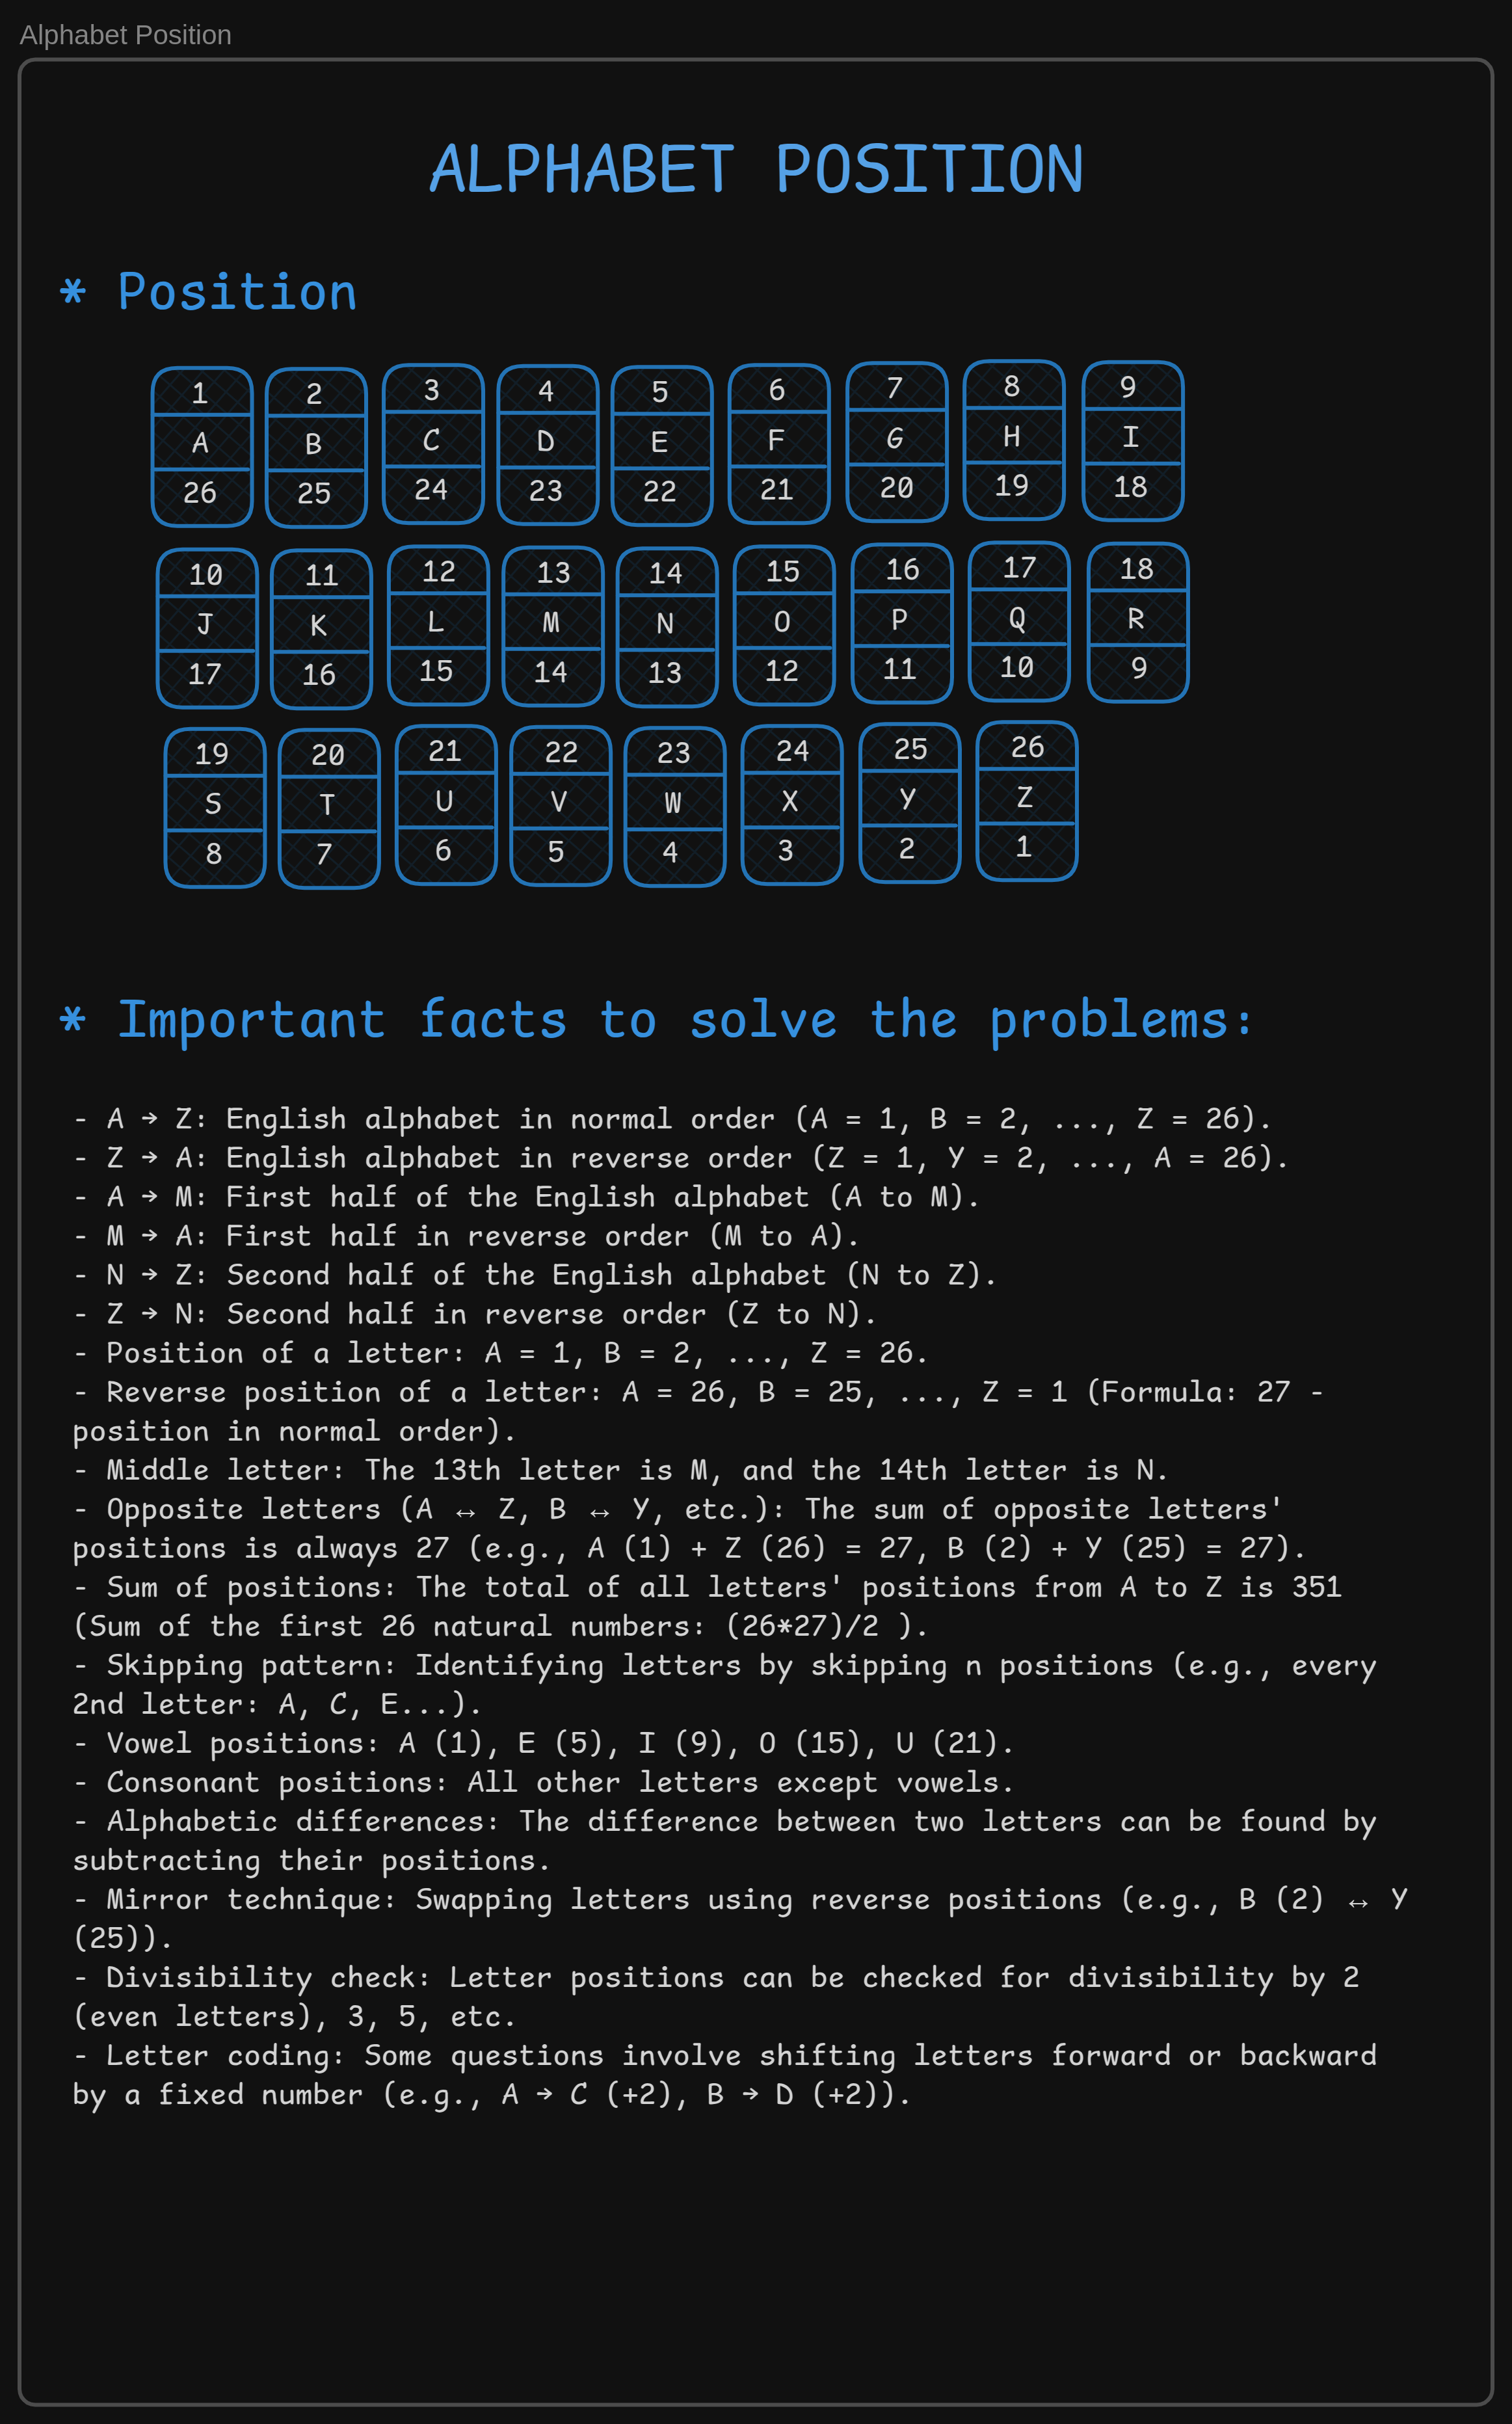 Alphabet Position
ALPHABET POSITION
* Position
1 2 3 4 5 6 7 8 9
A B C D E F G H I
26 25 24 23 22 21 20 19 18
10 11 12 13 14 15 16 17 18
J K L M N O P Q R
17 16 15 14 13 12 11 10 9
19 20 21 22 23 24 25 26
S T U V W X Y Z
8 7 6 5 4 3 2 1
* Important facts to solve the problems:
- A → Z: English alphabet in normal order (A = 1, B = 2, ..., Z = 26).
- Z → A: English alphabet in reverse order (Z = 1, Y = 2, ..., A = 26).
- A → M: First half of the English alphabet (A to M).
- M → A: First half in reverse order (M to A).
- N → Z: Second half of the English alphabet (N to Z).
- Z → N: Second half in reverse order (Z to N).
- Position of a letter: A = 1, B = 2, ..., Z = 26.
- Reverse position of a letter: A = 26, B = 25, ..., Z = 1 (Formula: 27 -
position in normal order).
- Middle letter: The 13th letter is M, and the 14th letter is N.
- Opposite letters (A ↔ Z, B ↔ Y, etc.): The sum of opposite letters'
positions is always 27 (e.g., A (1) + Z (26) = 27, B (2) + Y (25) = 27).
- Sum of positions: The total of all letters' positions from A to Z is 351
(Sum of the first 26 natural numbers: (26*27)/2 ).
- Skipping pattern: Identifying letters by skipping n positions (e.g., every
2nd letter: A, C, E...).
- Vowel positions: A (1), E (5), I (9), O (15), U (21).
- Consonant positions: All other letters except vowels.
- Alphabetic differences: The difference between two letters can be found by
subtracting their positions.
- Mirror technique: Swapping letters using reverse positions (e.g., B (2) ↔ Y
(25)).
- Divisibility check: Letter positions can be checked for divisibility by 2
(even letters), 3, 5, etc.
- Letter coding: Some questions involve shifting letters forward or backward
by a fixed number (e.g., A → C (+2), B → D (+2)).